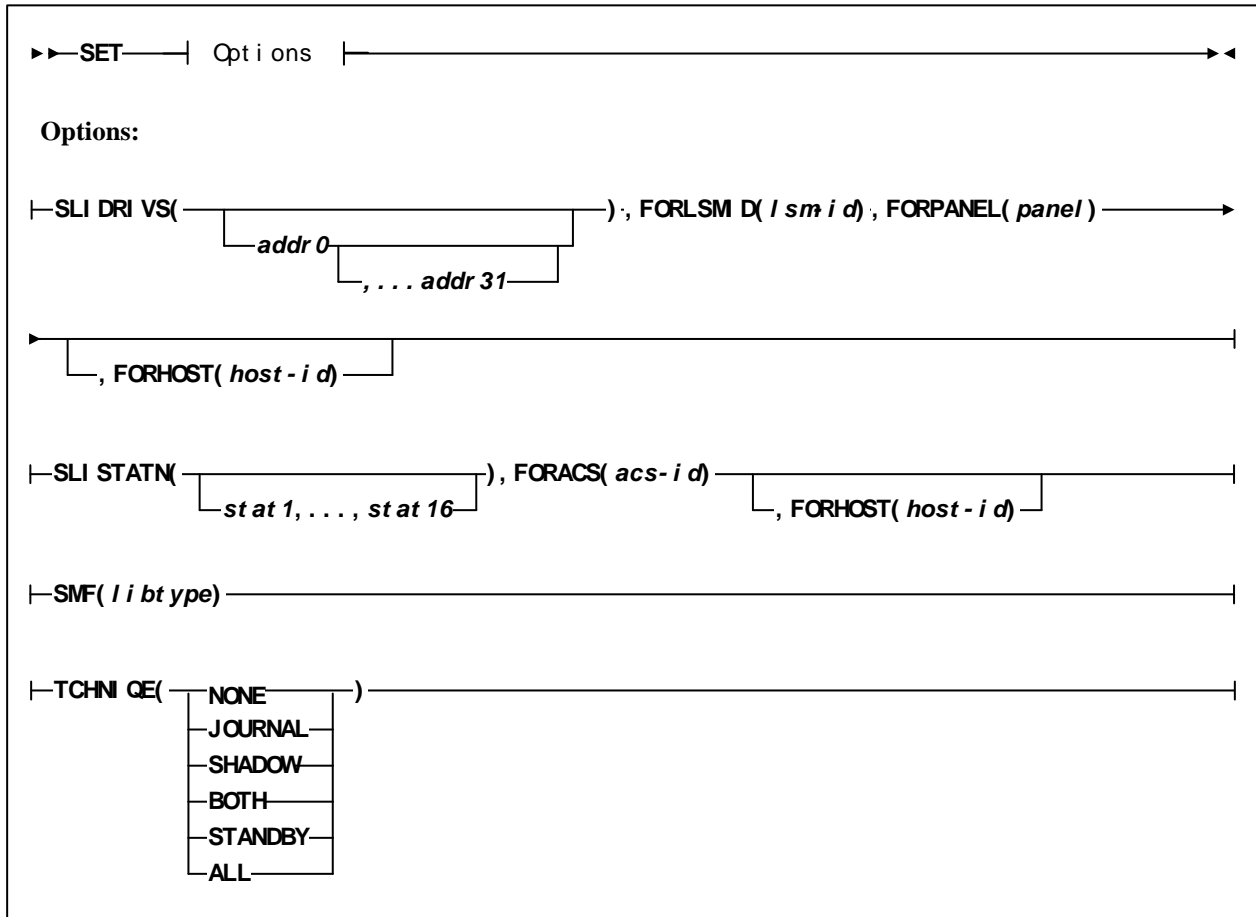 SET Options
Options:
SLIDRIVS( ), FORLSMID(lsm-id), FORPANEL(panel)
addr0
,...addr31
, FORHOST(host-id)
SLISTATN( ), FORACS(acs-id)
stat1,...,stat16 , FORHOST(host-id)
SMF(libtype)
TCHNIQE( NONE )
JOURNAL
SHADOW
BOTH
STANDBY
ALL